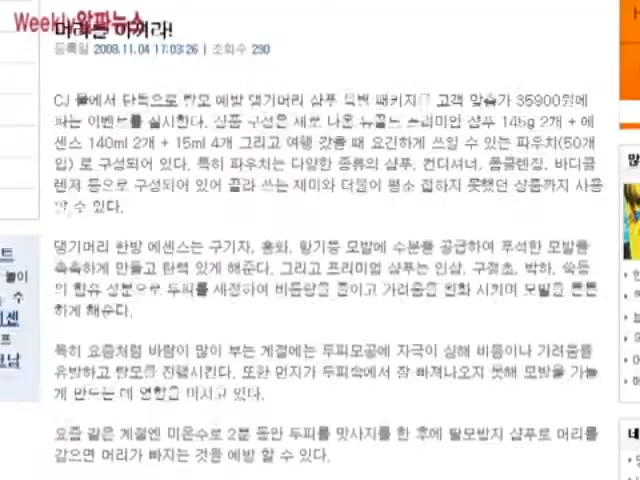 Weekly알파뉴스
머리를 아껴라!
등록일 2008.11.04 17:03:26 | 조회수 290
CJ 몰에서 단독으로 탈모 예방 댕기머리 샴푸 특별 패키지를 고객 맞춤가 35900원에
파는 이벤트를 실시한다. 상품 구성은 새로 나온 프리미엄 샴푸 145g 2개 + 에
센스 140ml 2개 + 15ml 4개 그리고 여행 갔을 때 요긴하게 쓰일 수 있는 파우치(50개
입) 로 구성되어 있다. 특히 파우치는 다양한 종류의 샴푸, 컨디셔너, 폼클렌징, 바디클
렌저 등으로 구성되어 있어 골라 쓰는 재미와 더불어 평소 접하지 못했던 상품까지 사용
할 수 있다.
댕기머리 한방 에센스는 구기자, 홍화, 황기등 모발에 수분을 공급하여 푸석한 모발을
촉촉하게 만들고 탄력 있게 해준다. 그리고 프리미엄 샴푸는 인삼, 구절초, 박하, 쑥등
의 함유 성분으로 두피를 세정하여 비듬량을 줄이고 가려움을 완화 시키며 모발을 튼튼
하게 해준다.
특히 요즘처럼 바람이 많이 부는 계절에는 두피모공에 자극이 심해 비듬이나 가려움를
유발하고 탈모를 진행시킨다. 또한 먼지가 두피속에서 잘 빠져나오지 못해 모발을 가늘
게 만드는 데 영향을 미치고 있다.
요즘 같은 계절엔 미온수로 2분 동안 두피를 맛사지를 한 후에 탈모방지 샴푸로 머리를
감으면 머리가 빠지는 것을 예방 할 수 있다.